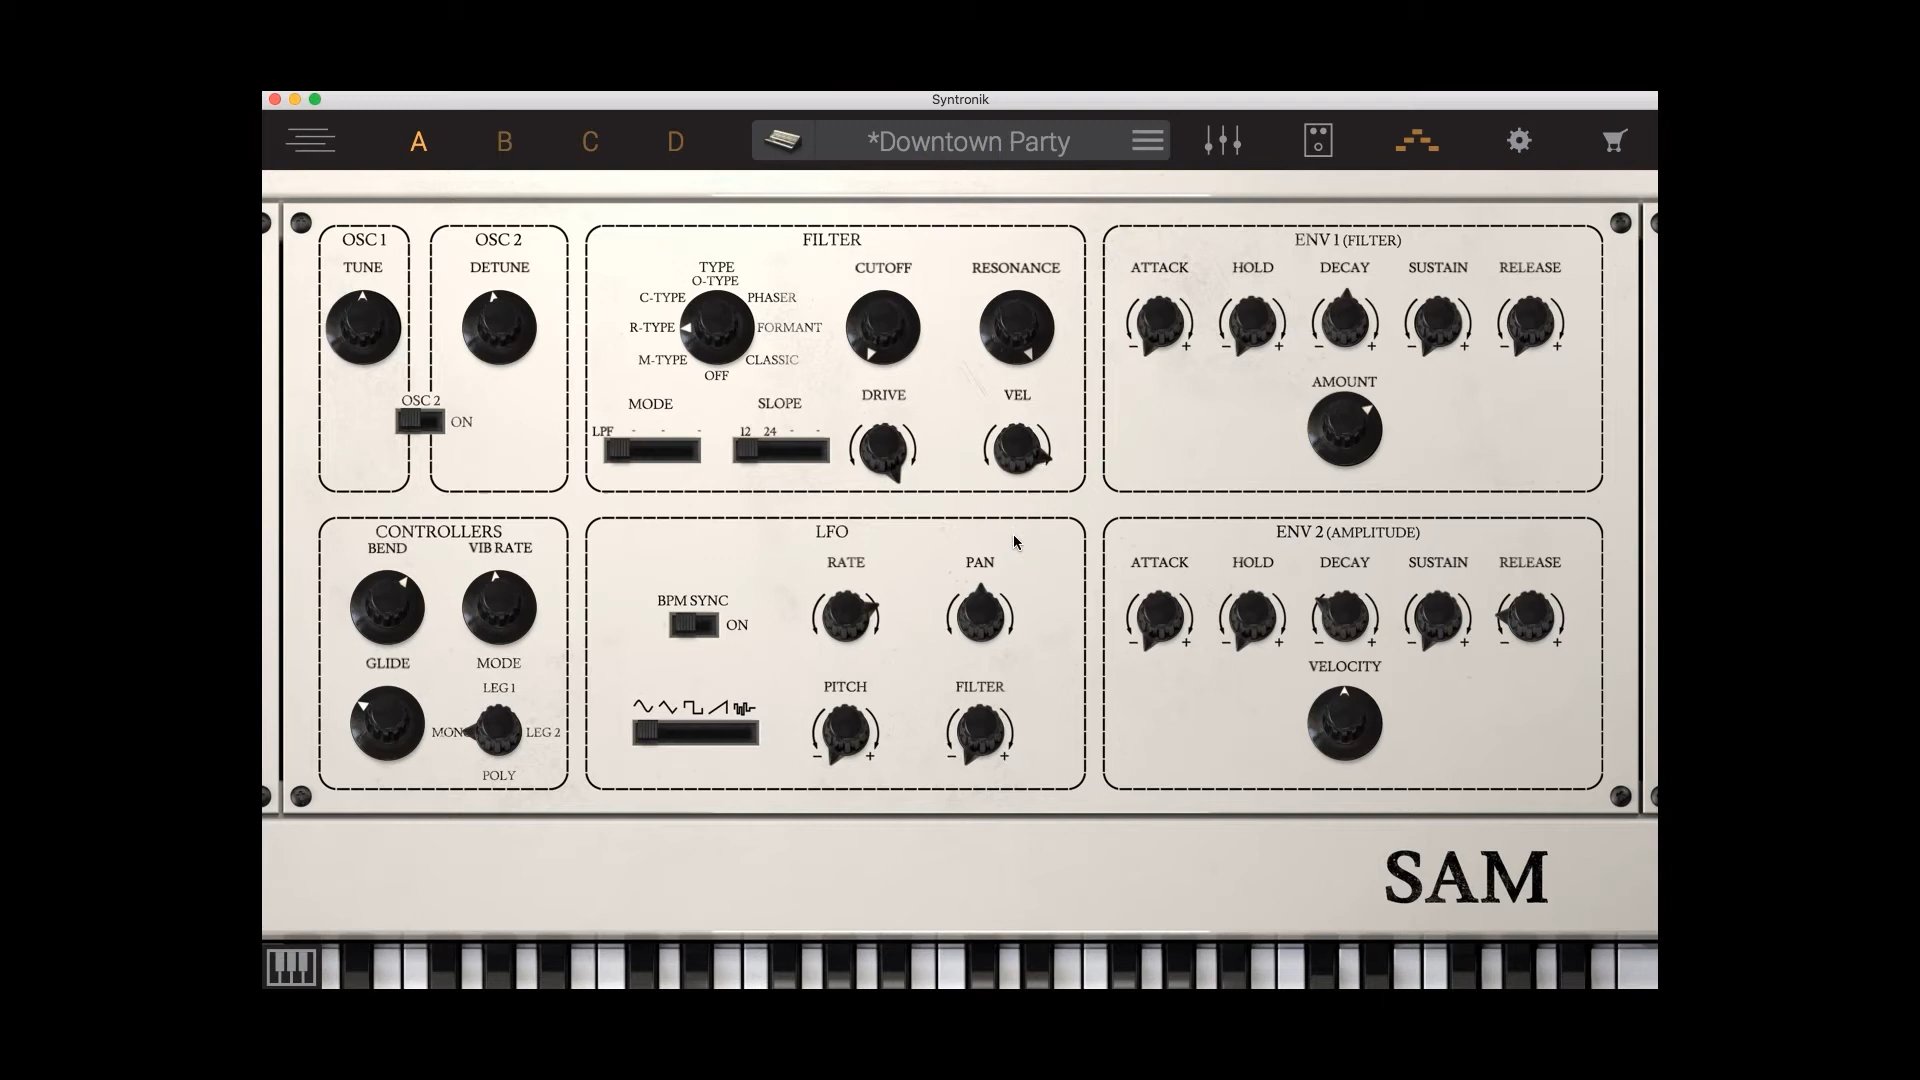 Syntronik
A B C D *Downtown Party
OSC 1
TUNE
OSC 2
DETUNE
OSC 2
ON
FILTER
TYPE
O-TYPE
C-TYPE PHASER
R-TYPE FORMANT
M-TYPE CLASSIC
OFF
CUTOFF RESONANCE
MODE SLOPE DRIVE VEL
LPF - - - 12 24 - -
ENV 1 (FILTER)
ATTACK HOLD DECAY SUSTAIN RELEASE
- + - + - + - + - +
AMOUNT
CONTROLLERS
BEND VIB RATE
GLIDE MODE
LEG 1
MONO LEG 2
POLY
LFO
RATE PAN
BPM SYNC
ON
PITCH FILTER
- + - +
ENV 2 (AMPLITUDE)
ATTACK HOLD DECAY SUSTAIN RELEASE
- + - + - + - + - +
VELOCITY
SAM